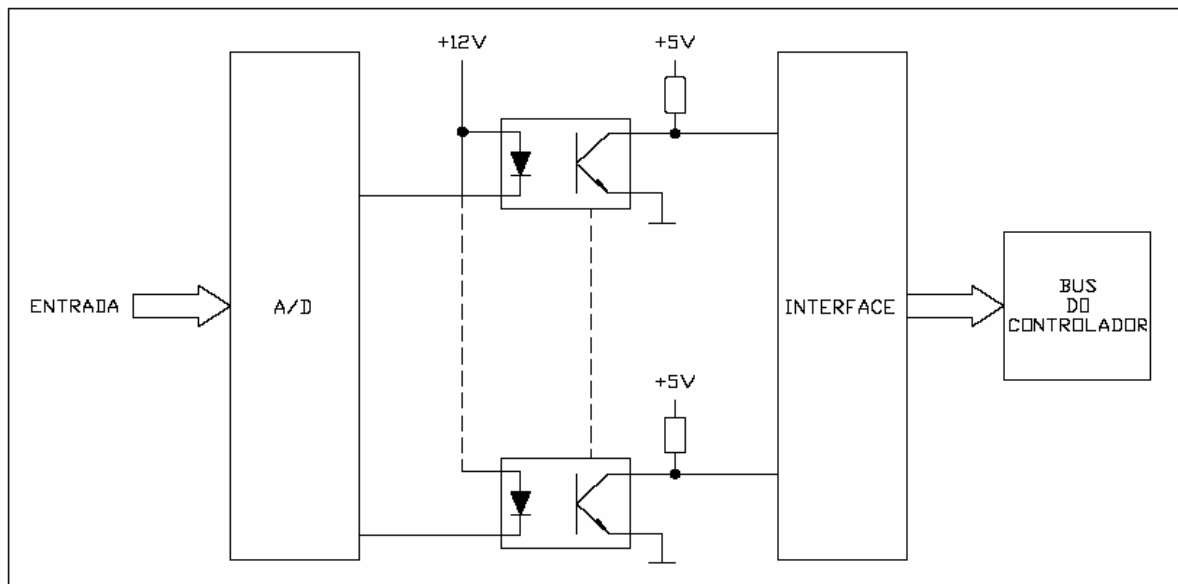 +12V
+5V
ENTRADA
A/D
INTERFACE
BUS
DO
CONTROLADOR
+5V